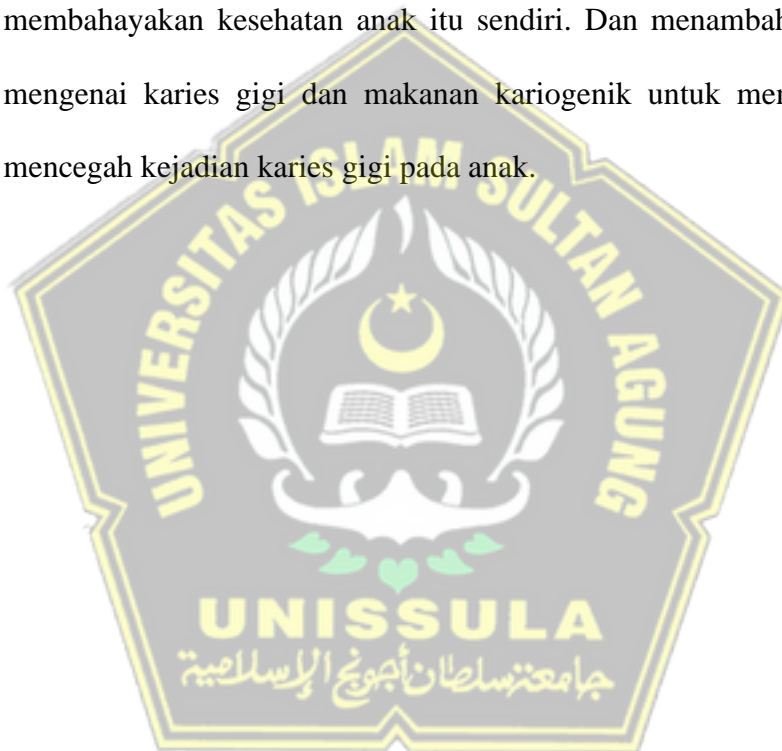 membahayakan kesehatan anak itu sendiri. Dan menambah
mengenai karies gigi dan makanan kariogenik untuk mer
mencegah kejadian karies gigi pada anak.
UNIVERSITAS ISLAM SULTAN AGUNG
UNISSULA
جامعة سلطان أجونج الإسلامية